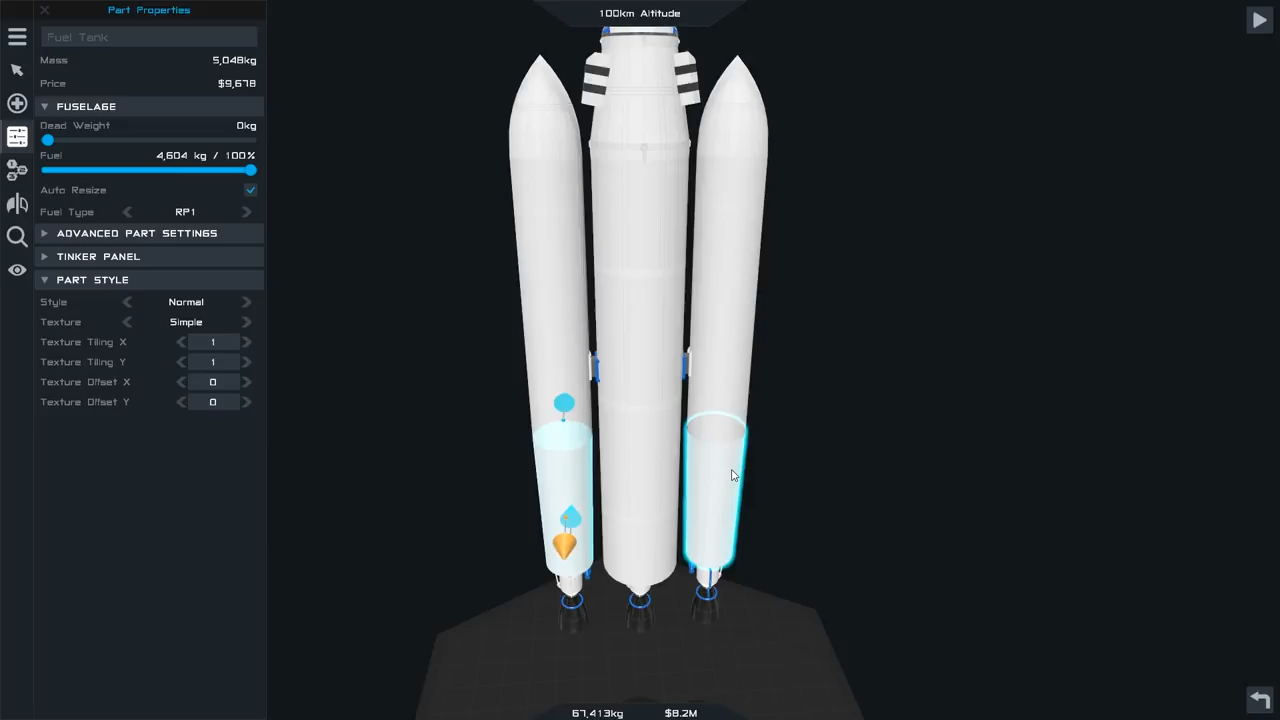 Part Properties
100km Altitude
Fuel Tank
Mass 5,048kg
Price $9,678
FUSELAGE
Dead Weight 0kg
Fuel 4,604 kg / 100%
Auto Resize
Fuel Type RP1
ADVANCED PART SETTINGS
TINKER PANEL
PART STYLE
Style Normal
Texture Simple
Texture Tiling X 1
Texture Tiling Y 1
Texture Offset X 0
Texture Offset Y 0
67,413kg $8.2M